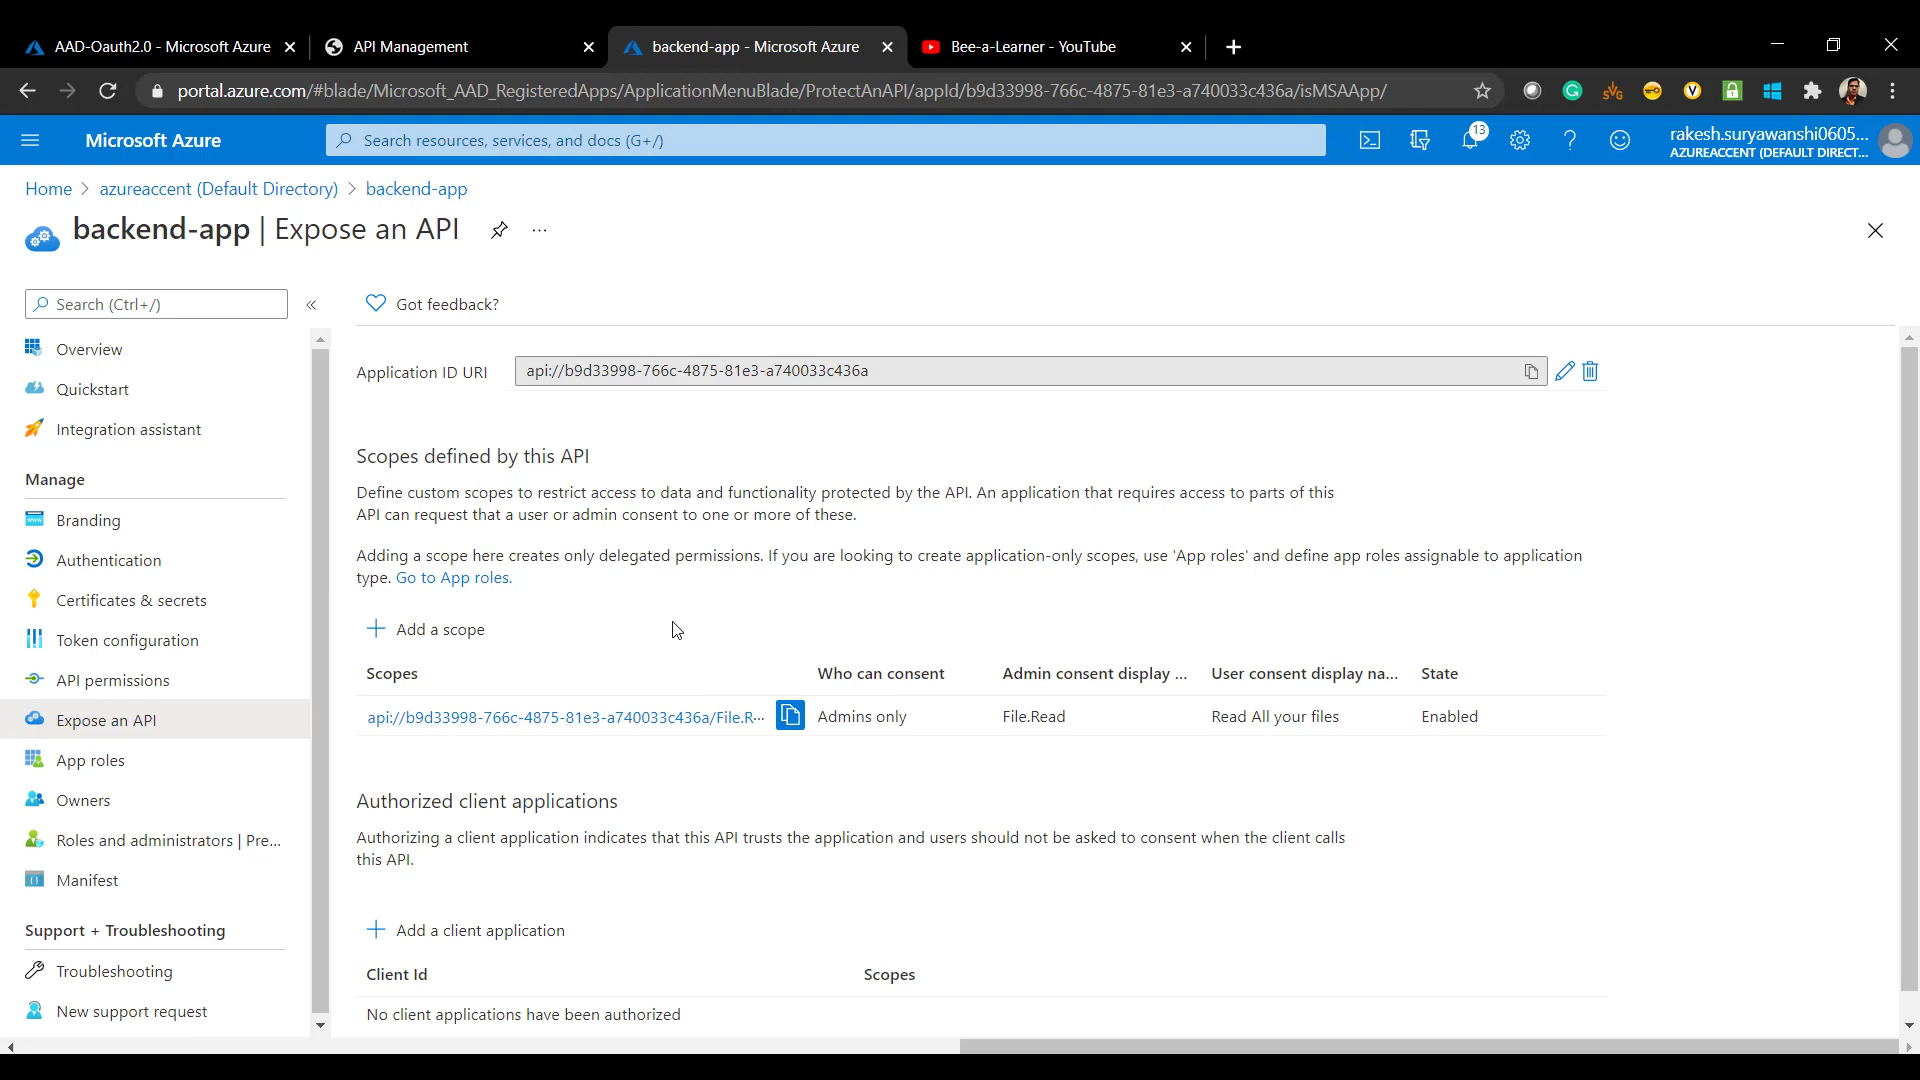 AAD-Oauth2.0 - Microsoft Azure
API Management
backend-app - Microsoft Azure
Bee-a-Learner - YouTube
portal.azure.com/#blade/Microsoft_AAD_RegisteredApps/ApplicationMenuBlade/ProtectAnAPI/appId/b9d33998-766c-4875-81e3-a740033c436a/isMSAApp/
Microsoft Azure
Search resources, services, and docs (G+/)
13
rakesh.suryawanshi0605...
AZUREACCENT (DEFAULT DIRECT...
Home > azureaccent (Default Directory) > backend-app
backend-app | Expose an API
Search (Ctrl+/)
Got feedback?
Overview
Quickstart
Integration assistant
Manage
Branding
Authentication
Certificates & secrets
Token configuration
API permissions
Expose an API
App roles
Owners
Roles and administrators | Pre...
Manifest
Support + Troubleshooting
Troubleshooting
New support request
Application ID URI
api://b9d33998-766c-4875-81e3-a740033c436a
Scopes defined by this API
Define custom scopes to restrict access to data and functionality protected by the API. An application that requires access to parts of this
API can request that a user or admin consent to one or more of these.
Adding a scope here creates only delegated permissions. If you are looking to create application-only scopes, use 'App roles' and define app roles assignable to application
type. Go to App roles.
Add a scope
Scopes Who can consent Admin consent display ... User consent display na... State
api://b9d33998-766c-4875-81e3-a740033c436a/File.R... Admins only File.Read Read All your files Enabled
Authorized client applications
Authorizing a client application indicates that this API trusts the application and users should not be asked to consent when the client calls
this API.
Add a client application
Client Id Scopes
No client applications have been authorized